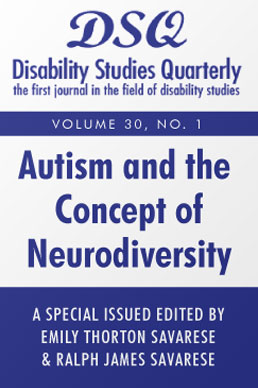 DSQ
Disability Studies Quarterly
the first journal in the field of disability studies
VOLUME 30, NO. 1
Autism and the
Concept of
Neurodiversity
A SPECIAL ISSUED EDITED BY
EMILY THORTON SAVARESE
& RALPH JAMES SAVARESE